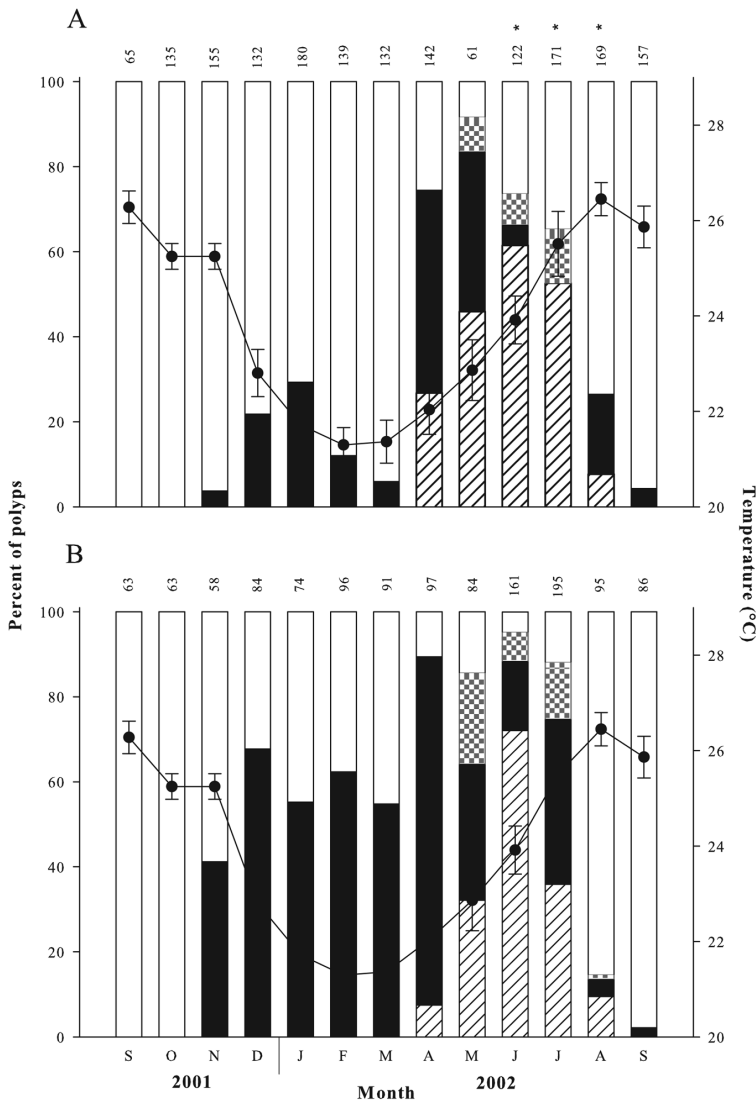 A
* * *
65 135 155 132 180 139 132 142 61 122 171 169 157
100
80
60
40
20
0
28
26
24
22
20
Percent of polyps
Temperature (°C)
B
63 63 58 84 74 96 91 97 84 161 195 95 86
100
80
60
40
20
0
28
26
24
22
20
S O N D J F M A M J J A S
2001 2002
Month